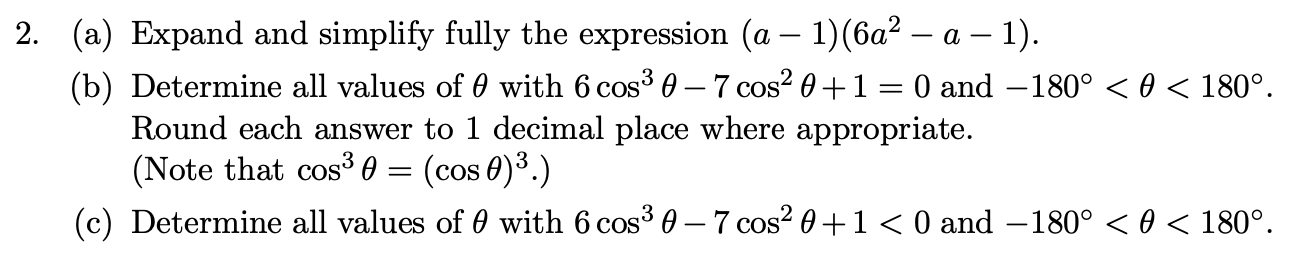 2. (a) Expand and simplify fully the expression (a − 1)(6a² − a − 1).
(b) Determine all values of θ with 6 cos³ θ − 7 cos² θ + 1 = 0 and −180° < θ < 180°.
Round each answer to 1 decimal place where appropriate.
(Note that cos³ θ = (cos θ)³.)
(c) Determine all values of θ with 6 cos³ θ − 7 cos² θ + 1 < 0 and −180° < θ < 180°.